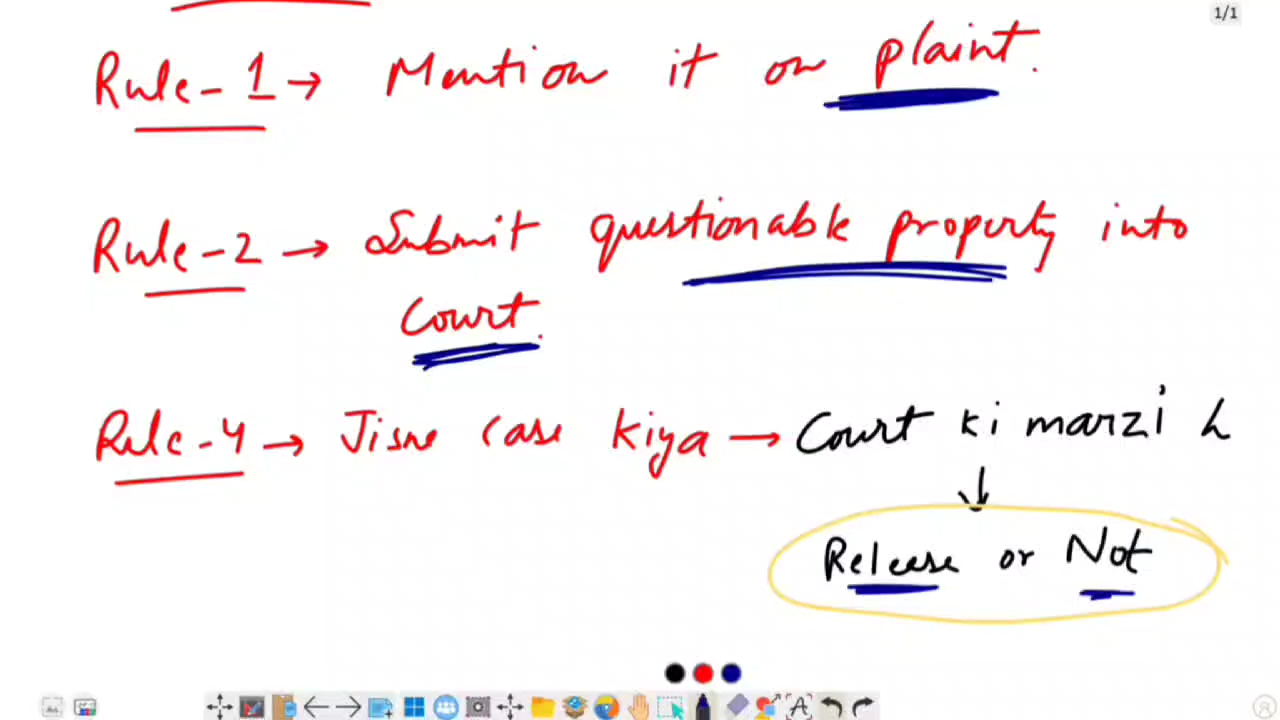 1/1
Rule-1 → Mention it on plaint.
Rule-2 → Submit questionable property into
Court.
Rule-4 → Jisne case kiya → Court ki marzi h
↓
Release or Not